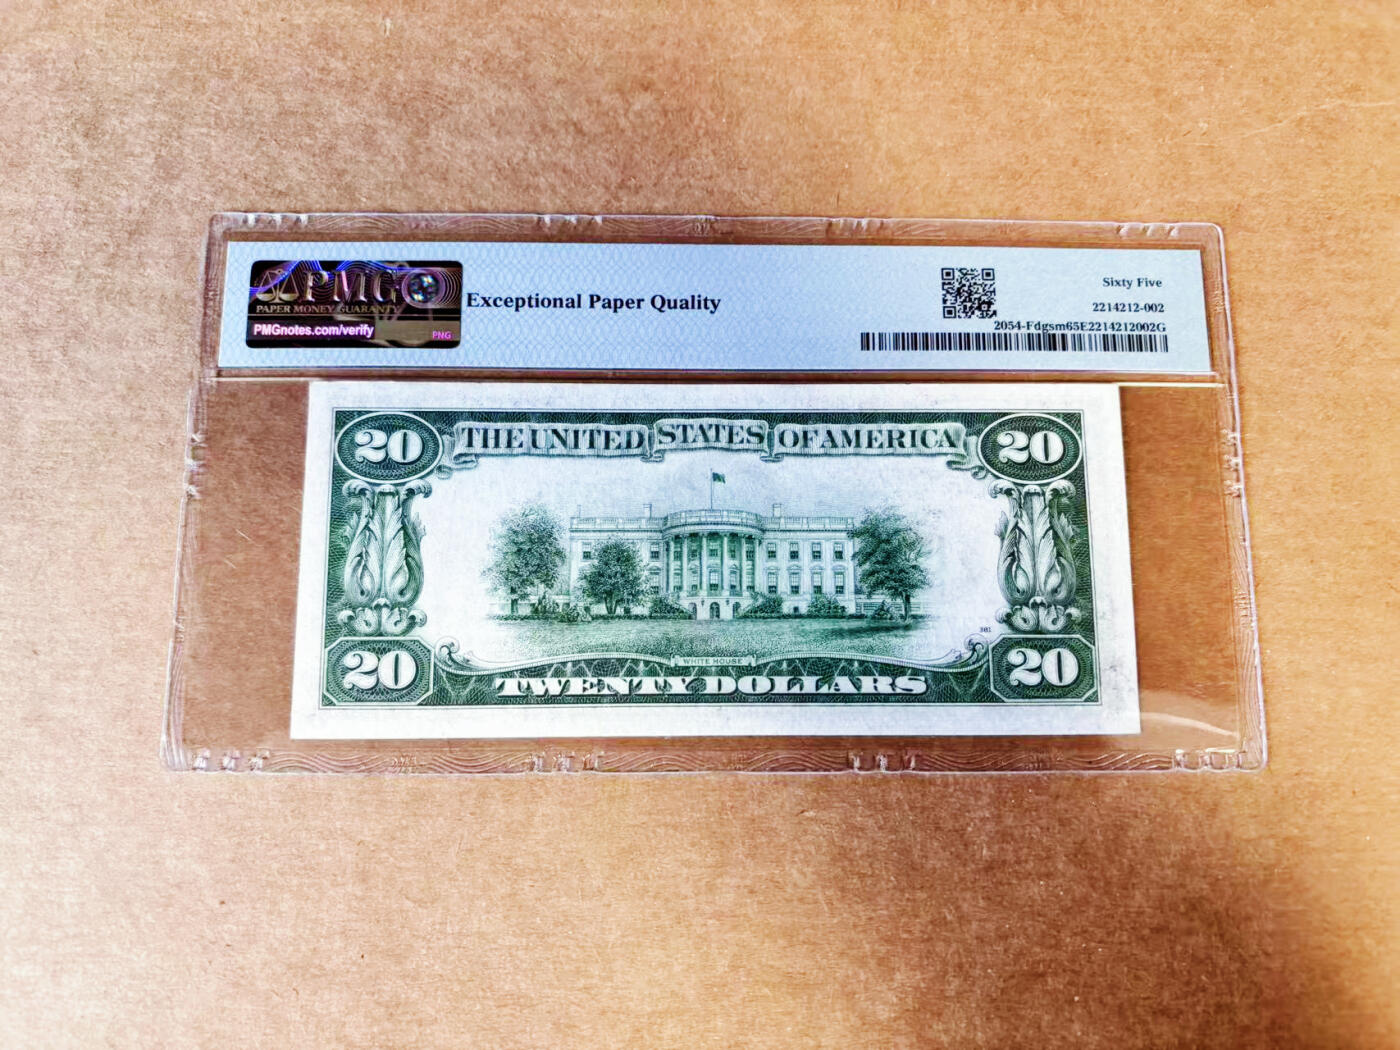 PMG
PAPER MONEY GUARANTY
PMGnotes.com/verify
PNG
Exceptional Paper Quality
Sixty Five
2214212-002
2054-Fdgsm65E2214212002G
20
THE UNITED STATES OF AMERICA
20
301
20
WHITE HOUSE
TWENTY DOLLARS
20